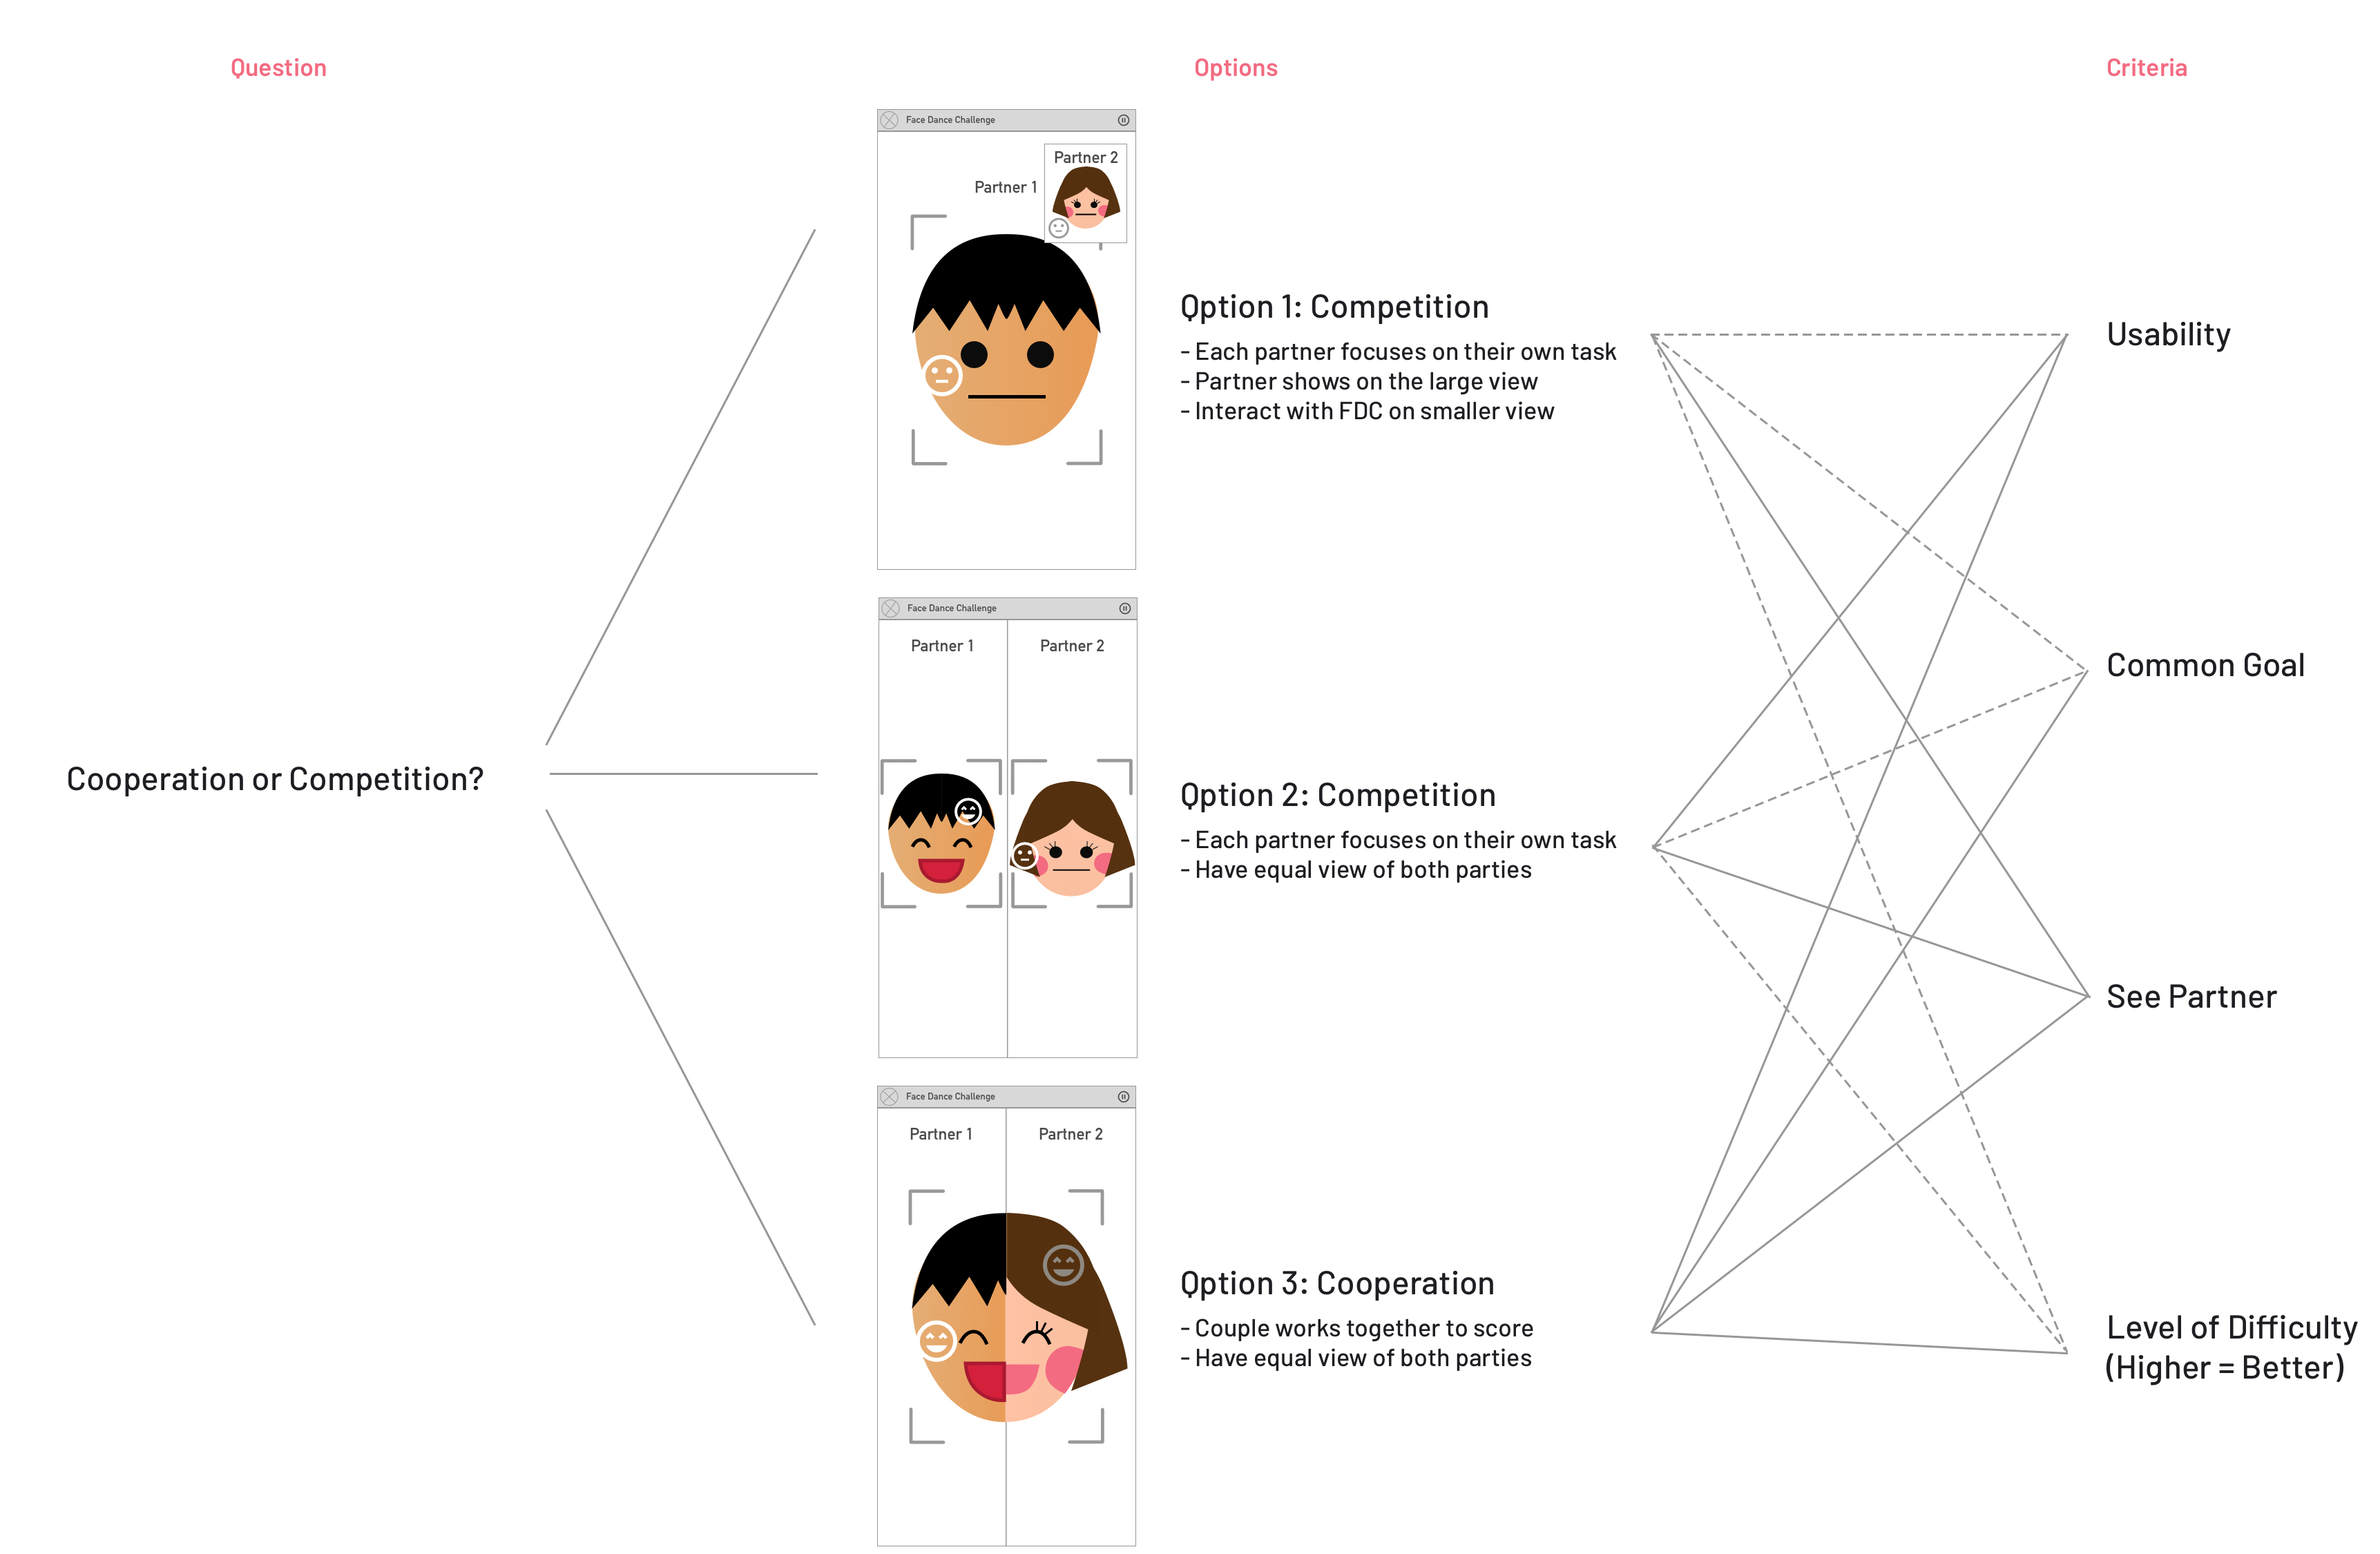 Question
Options
Criteria
Face Dance Challenge
Partner 2
Partner 1
Qption 1: Competition
- Each partner focuses on their own task
- Partner shows on the large view
- Interact with FDC on smaller view
Usability
Common Goal
Face Dance Challenge
Partner 1
Partner 2
Cooperation or Competition?
Qption 2: Competition
- Each partner focuses on their own task
- Have equal view of both parties
See Partner
Face Dance Challenge
Partner 1
Partner 2
Qption 3: Cooperation
- Couple works together to score
- Have equal view of both parties
Level of Difficulty
(Higher = Better)